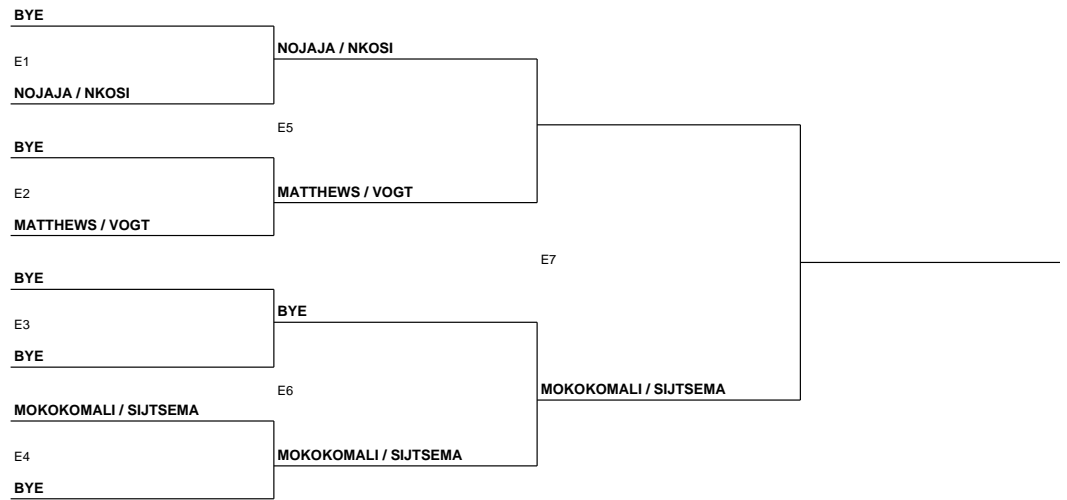 BYE
NOJAJA / NKOSI
E1
NOJAJA / NKOSI
E5
BYE
E2
MATTHEWS / VOGT
MATTHEWS / VOGT
E7
BYE
BYE
E3
BYE
E6
MOKOKOMALI / SIJTSEMA
MOKOKOMALI / SIJTSEMA
E4
MOKOKOMALI / SIJTSEMA
BYE